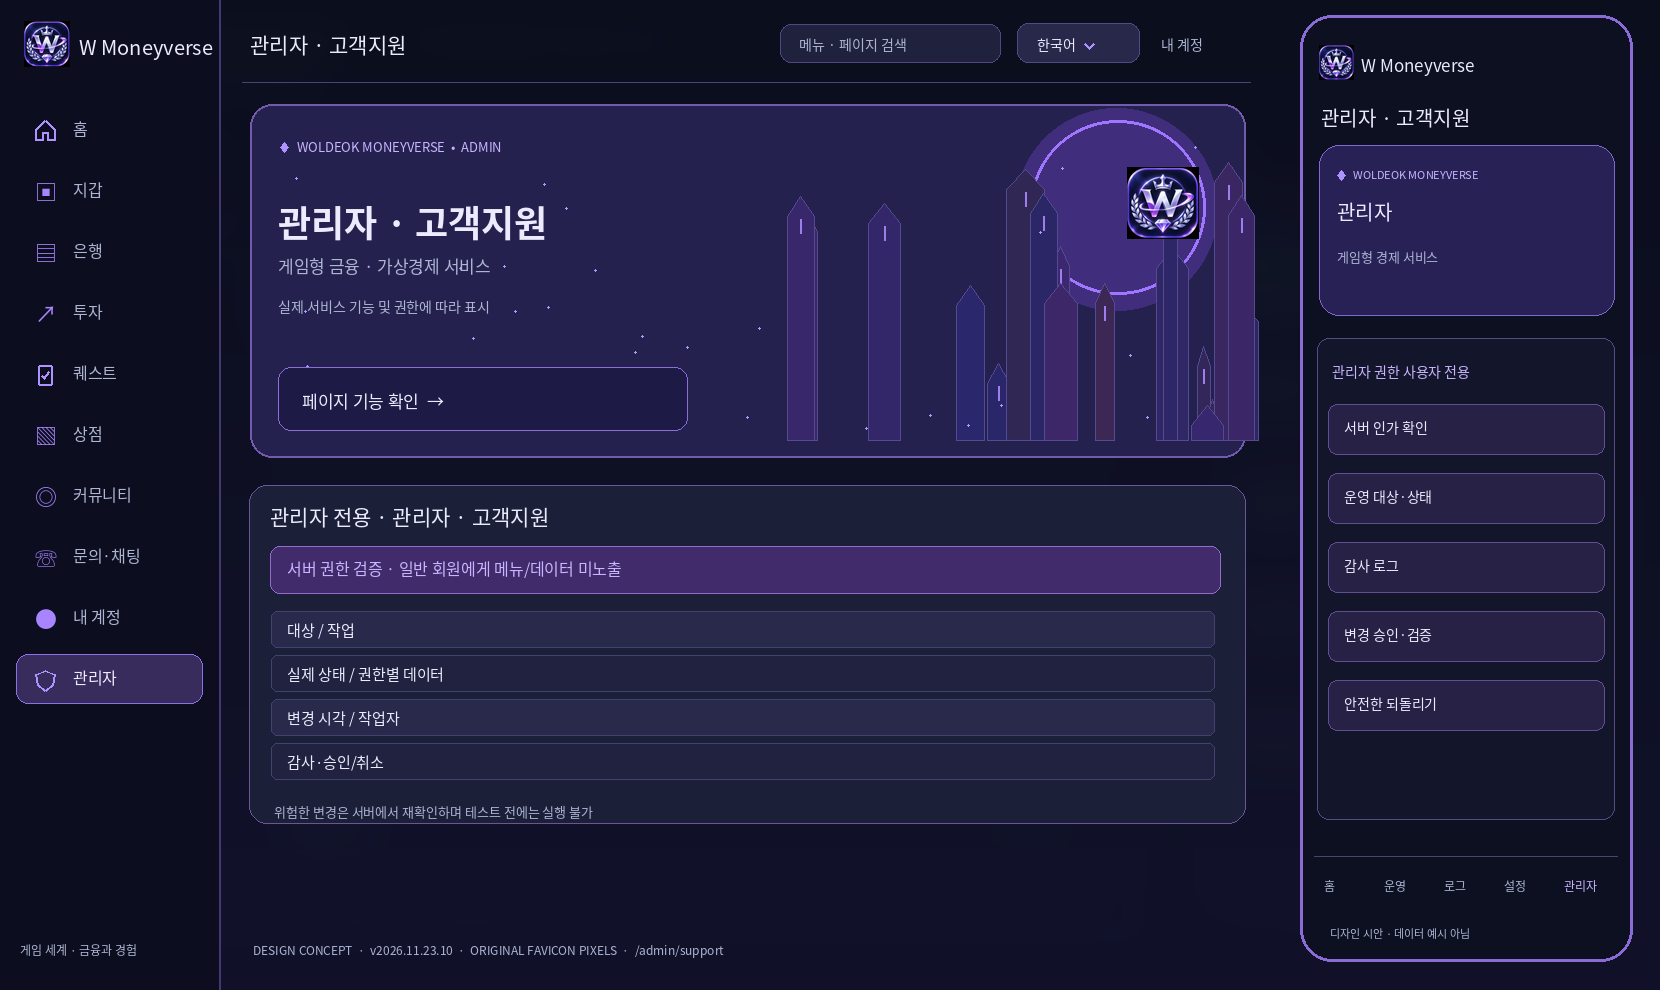 W Moneyverse
홈
지갑
은행
투자
퀘스트
상점
커뮤니티
문의·채팅
내 계정
관리자
게임 세계 · 금융과 경험
관리자 · 고객지원
메뉴 · 페이지 검색
한국어
내 계정
WOLDEOK MONEYVERSE • ADMIN
관리자 · 고객지원
게임형 금융 · 가상경제 서비스
실제 서비스 기능 및 권한에 따라 표시
페이지 기능 확인 →
W
관리자 전용 · 관리자 · 고객지원
서버 권한 검증 · 일반 회원에게 메뉴/데이터 미노출
대상 / 작업
실제 상태 / 권한별 데이터
변경 시각 / 작업자
감사·승인/취소
위험한 변경은 서버에서 재확인하며 테스트 전에는 실행 불가
DESIGN CONCEPT · v2026.11.23.10 · ORIGINAL FAVICON PIXELS · /admin/support
W Moneyverse
관리자 · 고객지원
WOLDEOK MONEYVERSE
관리자
게임형 경제 서비스
관리자 권한 사용자 전용
서버 인가 확인
운영 대상·상태
감사 로그
변경 승인·검증
안전한 되돌리기
홈 운영 로그 설정 관리자
디자인 시안 · 데이터 예시 아님